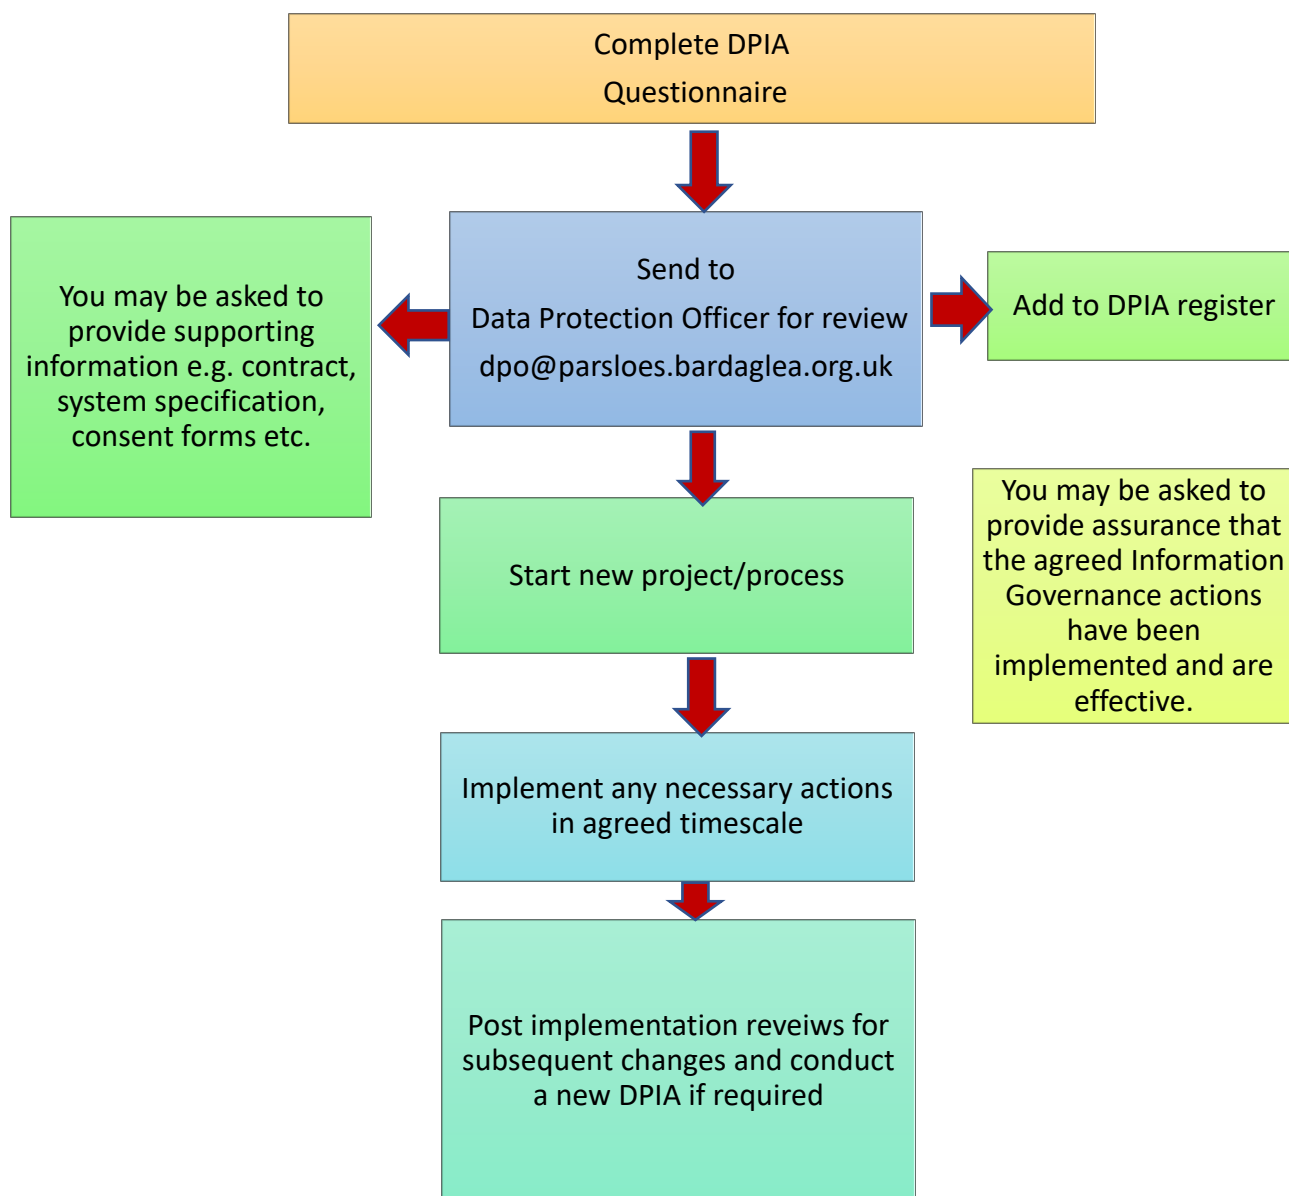 Complete DPIA
Questionnaire
Send to
Data Protection Officer for review
dpo@parsloes.bardaglea.org.uk
You may be asked to
provide supporting
information e.g. contract,
system specification,
consent forms etc.
Add to DPIA register
Start new project/process
You may be asked to
provide assurance that
the agreed Information
Governance actions
have been
implemented and are
effective.
Implement any necessary actions
in agreed timescale
Post implementation reveiws for
subsequent changes and conduct
a new DPIA if required